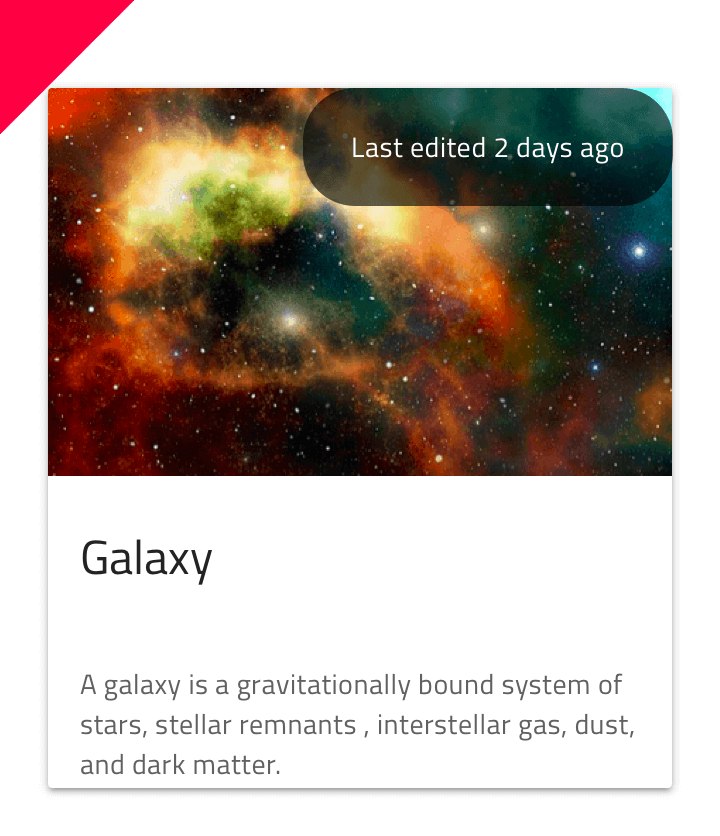 Last edited 2 days ago
Galaxy
A galaxy is a gravitationally bound system of
stars, stellar remnants , interstellar gas, dust,
and dark matter.